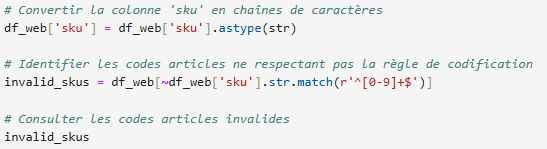 # Convertir la colonne 'sku' en chaînes de caractères
df_web['sku'] = df_web['sku'].astype(str)
# Identifier les codes articles ne respectant pas la règle de codification
invalid_skus = df_web[~df_web['sku'].str.match(r'^[0-9]+$')]
# Consulter les codes articles invalides
invalid_skus